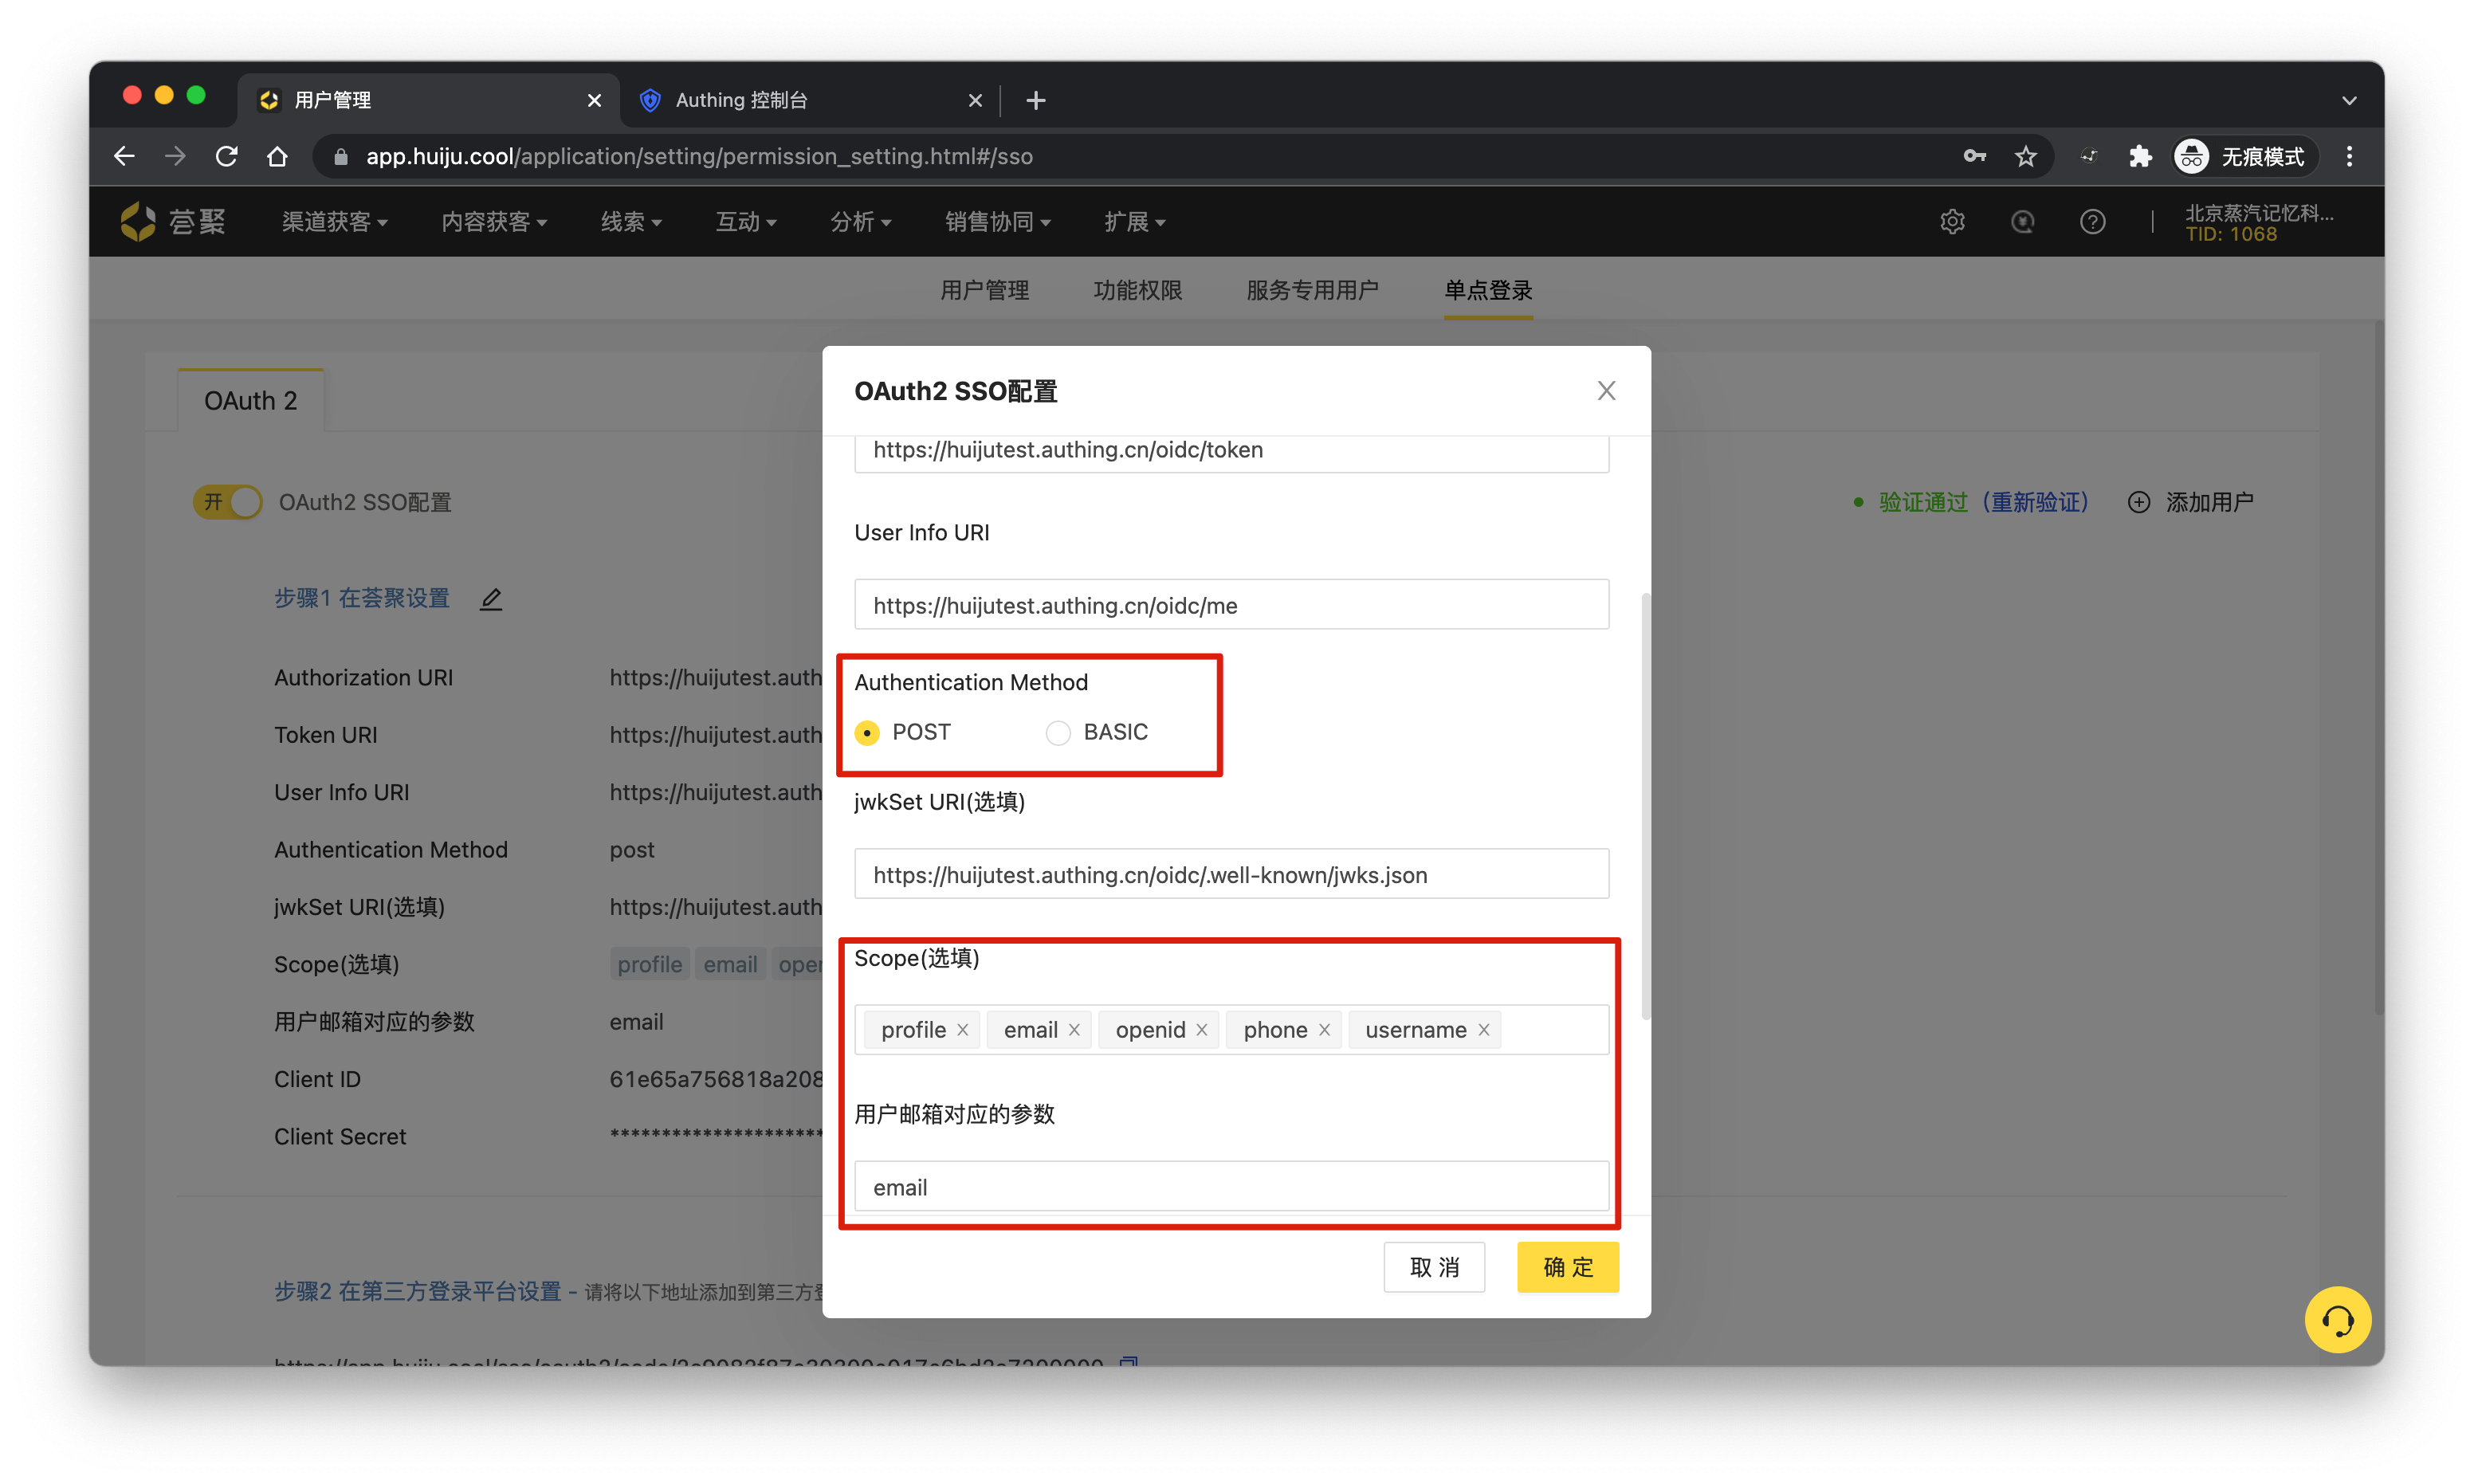 用户管理
Authing 控制台
app.huiju.cool/application/setting/permission_setting.html#/sso
无痕模式
荟聚
渠道获客
内容获客
线索
互动
分析
销售协同
扩展
北京蒸汽记忆科...
TID: 1068
用户管理
功能权限
服务专用用户
单点登录
OAuth 2
开
OAuth2 SSO配置
验证通过 (重新验证)
添加用户
步骤1 在荟聚设置
Authorization URI https://huijutest.auth
Token URI https://huijutest.auth
User Info URI https://huijutest.auth
Authentication Method post
jwkSet URI(选填) https://huijutest.auth
Scope(选填) profile email open
用户邮箱对应的参数 email
Client ID 61e65a756818a208
Client Secret ********************
步骤2 在第三方登录平台设置 - 请将以下地址添加到第三方登
OAuth2 SSO配置
https://huijutest.authing.cn/oidc/token
User Info URI
https://huijutest.authing.cn/oidc/me
Authentication Method
POST BASIC
jwkSet URI(选填)
https://huijutest.authing.cn/oidc/.well-known/jwks.json
Scope(选填)
profile email openid phone username
用户邮箱对应的参数
email
取 消
确 定